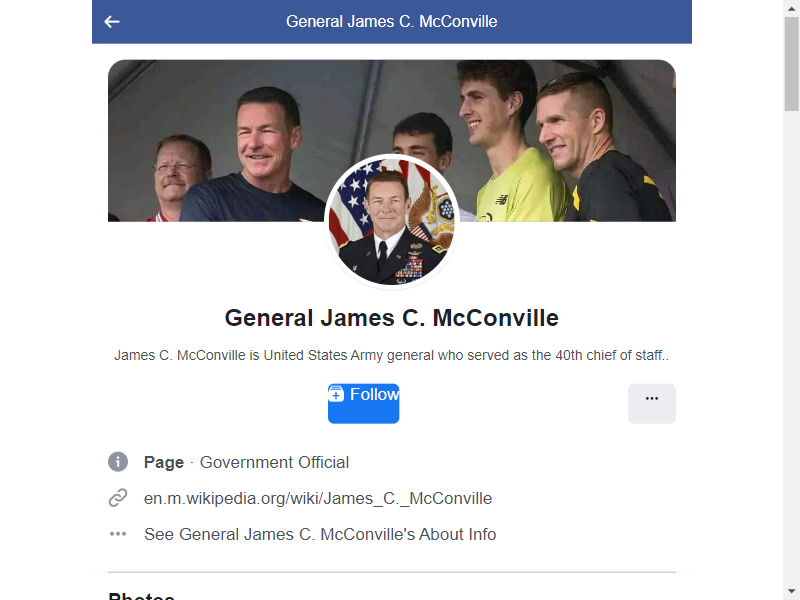 General James C. McConville
General James C. McConville
James C. McConville is United States Army general who served as the 40th chief of staff..
Follow
Page · Government Official
en.m.wikipedia.org/wiki/James_C._McConville
See General James C. McConville's About Info
Photos